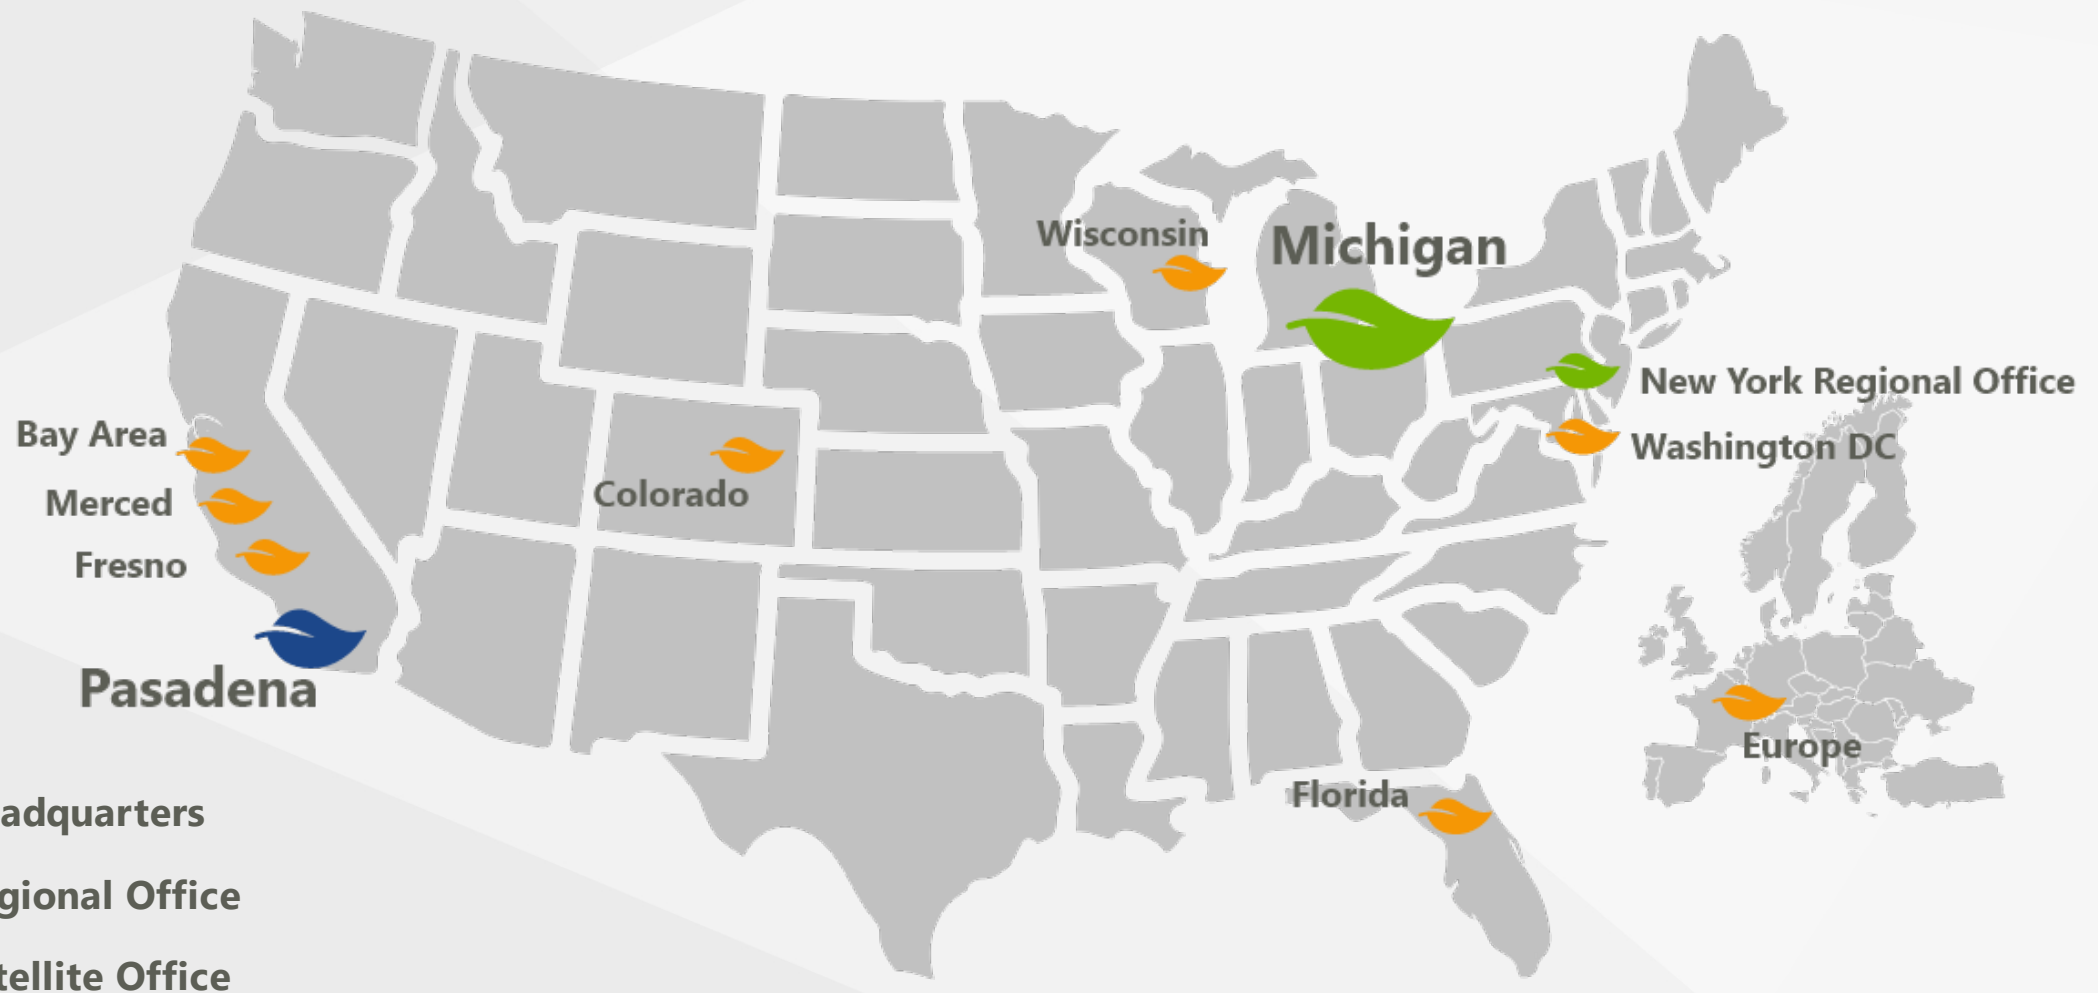 Wisconsin
Michigan
New York Regional Office
Bay Area
Washington DC
Colorado
Merced
Fresno
Pasadena
Europe
Florida
adquarters
gional Office
tellite Office